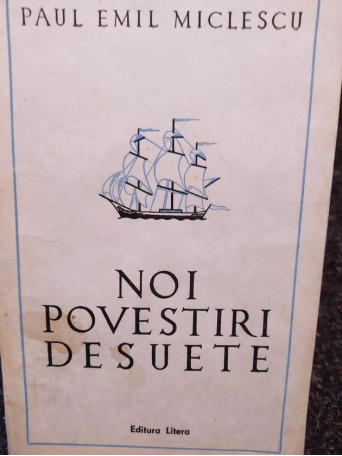 PAUL EMIL MICLESCU
NOI
POVESTIRI
DESUETE
Editura Litera